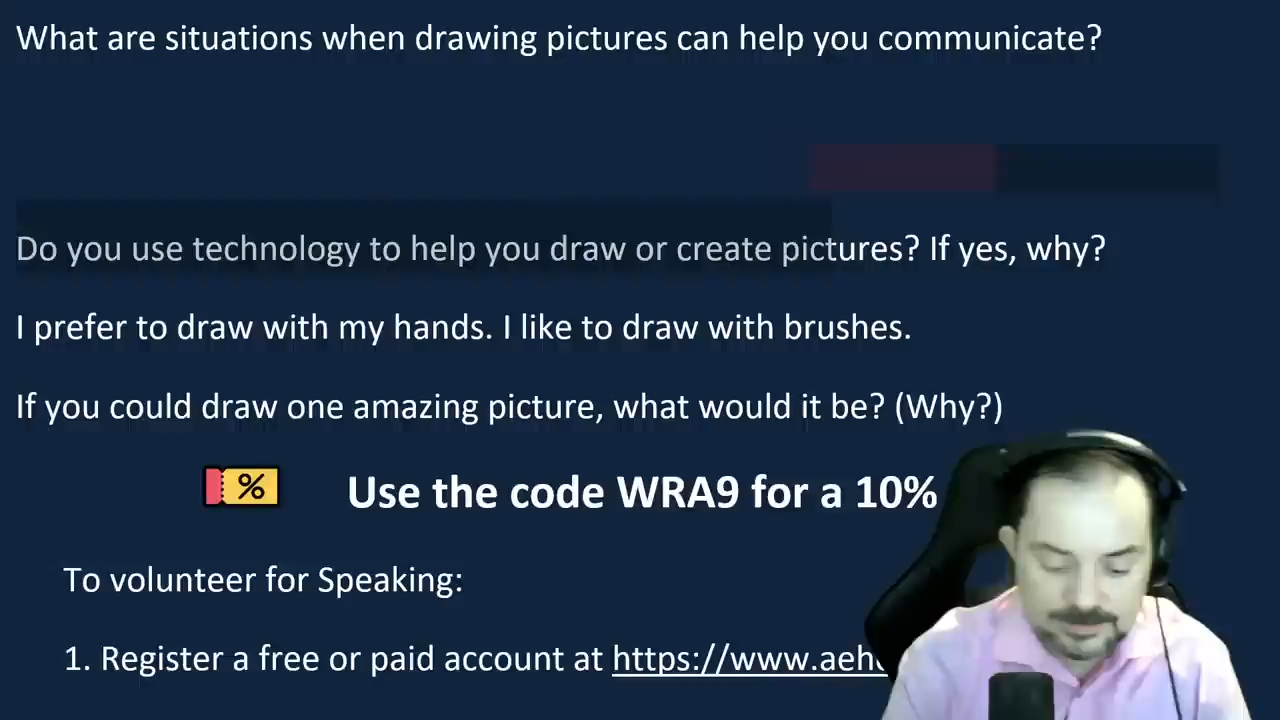 What are situations when drawing pictures can help you communicate?
Do you use technology to help you draw or create pictures? If yes, why?
I prefer to draw with my hands. I like to draw with brushes.
If you could draw one amazing picture, what would it be? (Why?)
% Use the code WRA9 for a 10%
To volunteer for Speaking:
1. Register a free or paid account at https://www.aeh